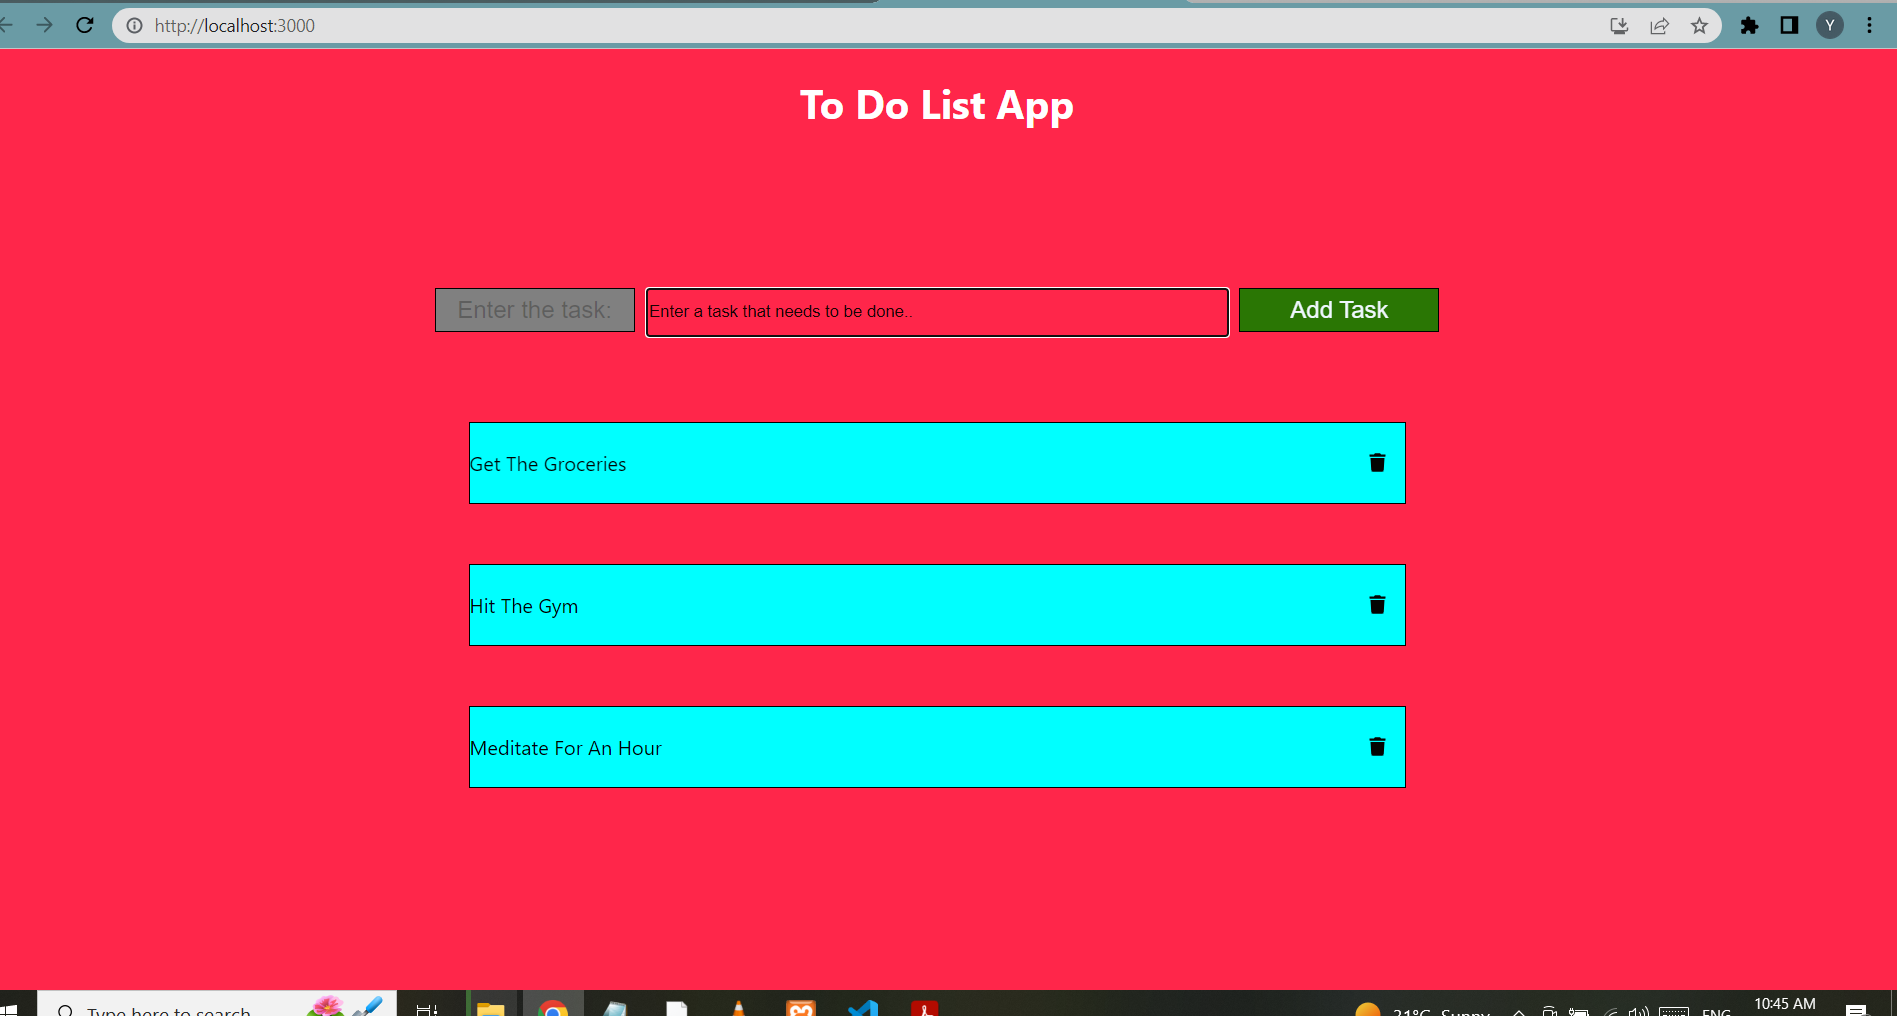 http://localhost:3000
Y
To Do List App
Enter the task:
Enter a task that needs to be done..
Add Task
Get The Groceries
Hit The Gym
Meditate For An Hour
Type here to search
21°C Sunny
ENG
10:45 AM